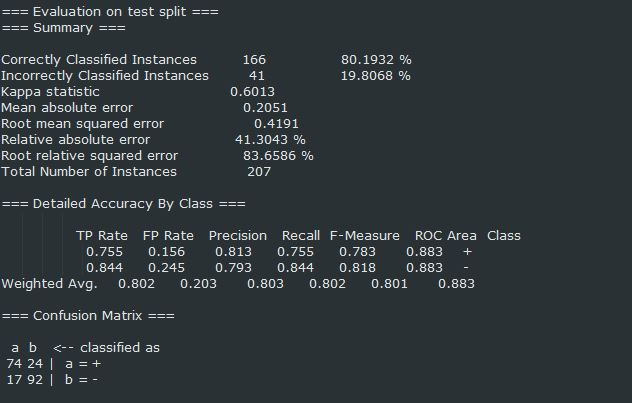 === Evaluation on test split ===
=== Summary ===
Correctly Classified Instances 166 80.1932 %
Incorrectly Classified Instances 41 19.8068 %
Kappa statistic 0.6013
Mean absolute error 0.2051
Root mean squared error 0.4191
Relative absolute error 41.3043 %
Root relative squared error 83.6586 %
Total Number of Instances 207
=== Detailed Accuracy By Class ===
TP Rate FP Rate Precision Recall F-Measure ROC Area Class
0.755 0.156 0.813 0.755 0.783 0.883 +
0.844 0.245 0.793 0.844 0.818 0.883 -
Weighted Avg. 0.802 0.203 0.803 0.802 0.801 0.883
=== Confusion Matrix ===
a b <-- classified as
74 24 | a = +
17 92 | b = -